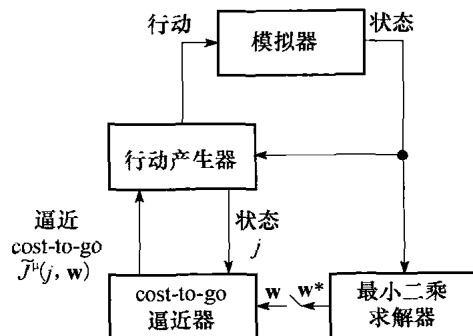 行动
模拟器
状态
行动产生器
逼近
cost-to-go
J̃ᵘ(j, w)
状态
j
cost-to-go
逼近器
w
w*
最小二乘
求解器